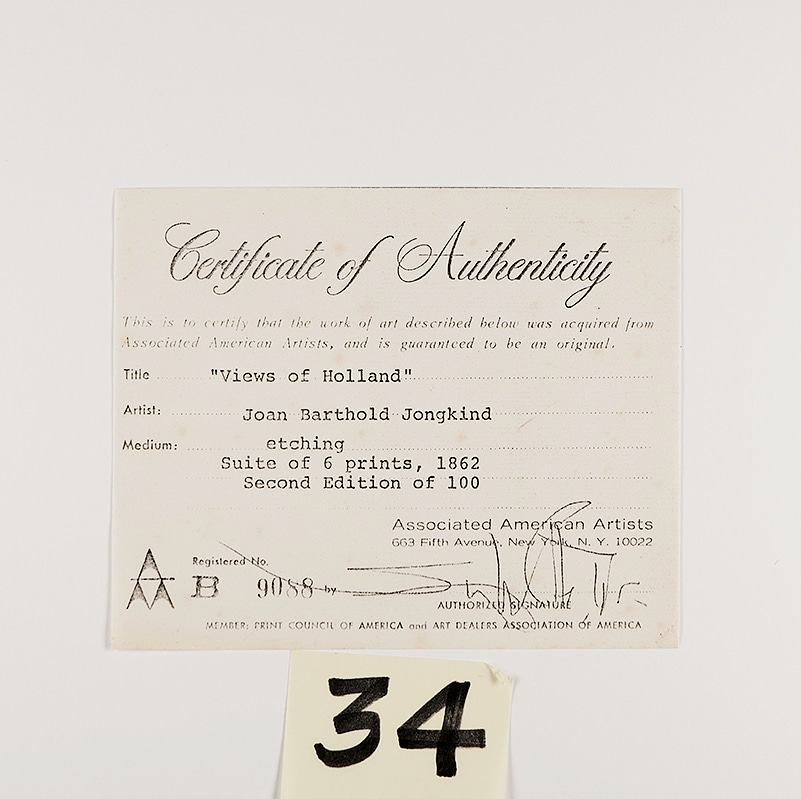 Certificate of Authenticity
This is to certify that the work of art described below was acquired from
Associated American Artists, and is guaranteed to be an original.
Title "Views of Holland"
Artist: Joan Barthold Jongkind
Medium: etching
Suite of 6 prints, 1862
Second Edition of 100
Associated American Artists
663 Fifth Avenue, New York, N. Y. 10022
Registered No.
B 9088 by
AUTHORIZED SIGNATURE
MEMBER: PRINT COUNCIL OF AMERICA and ART DEALERS ASSOCIATION OF AMERICA
34